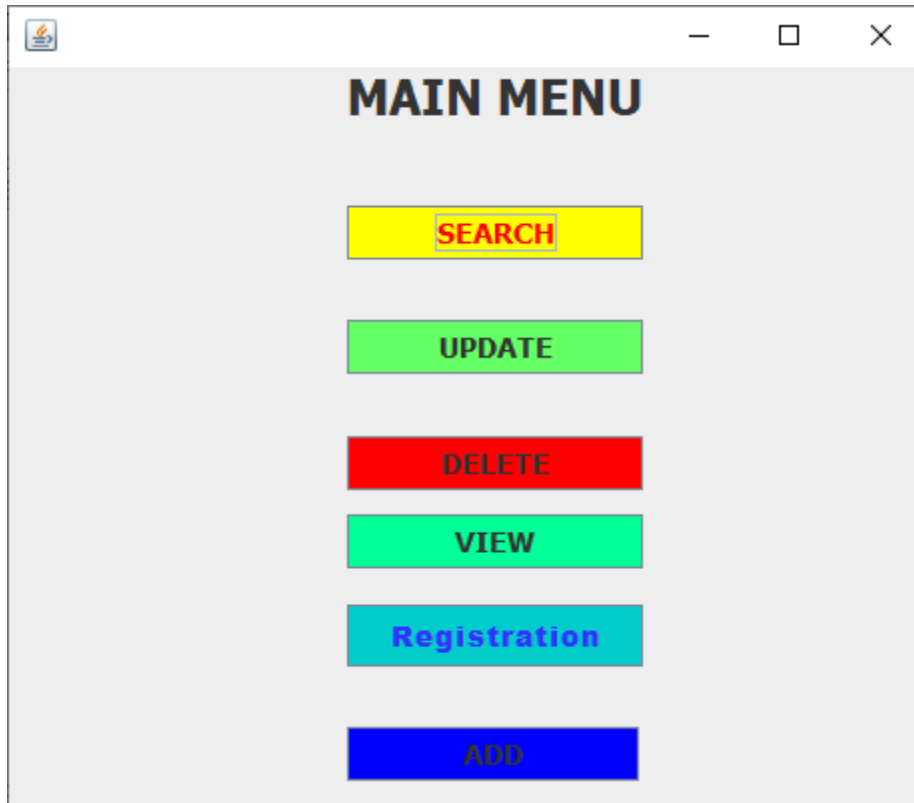 MAIN MENU
SEARCH
UPDATE
DELETE
VIEW
Registration
ADD